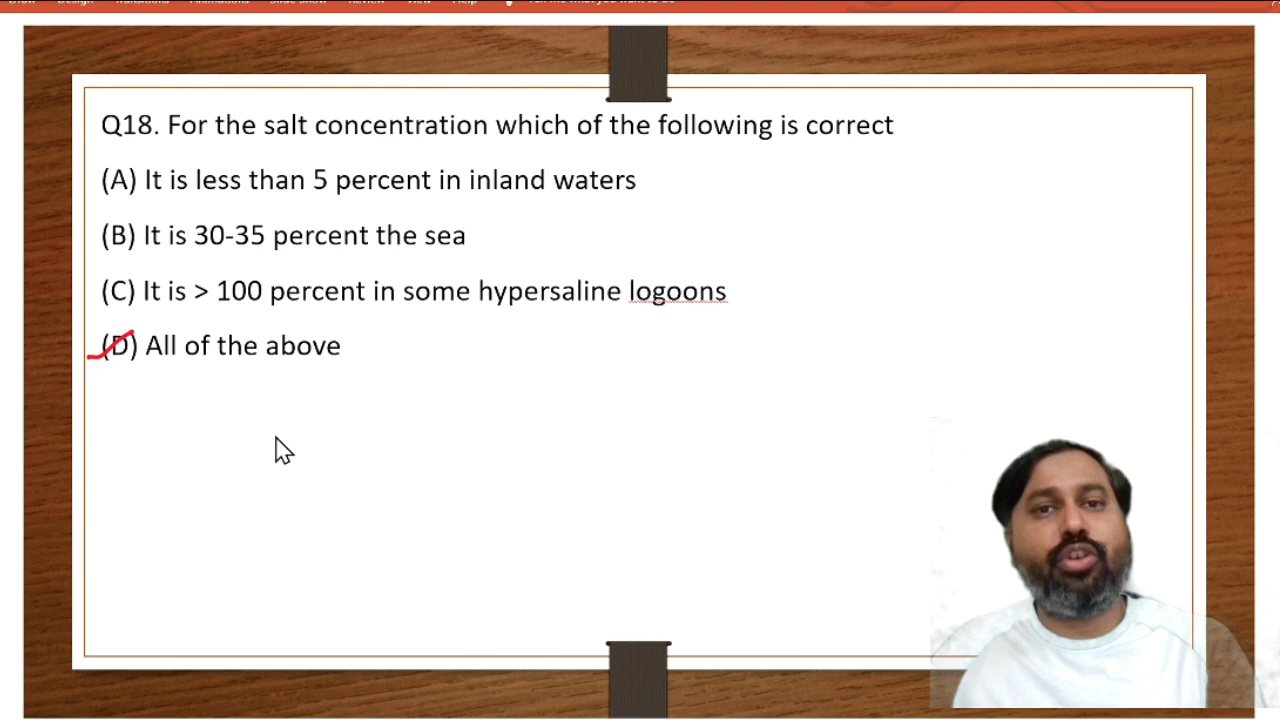 Q18. For the salt concentration which of the following is correct
(A) It is less than 5 percent in inland waters
(B) It is 30-35 percent the sea
(C) It is > 100 percent in some hypersaline logoons
(D) All of the above